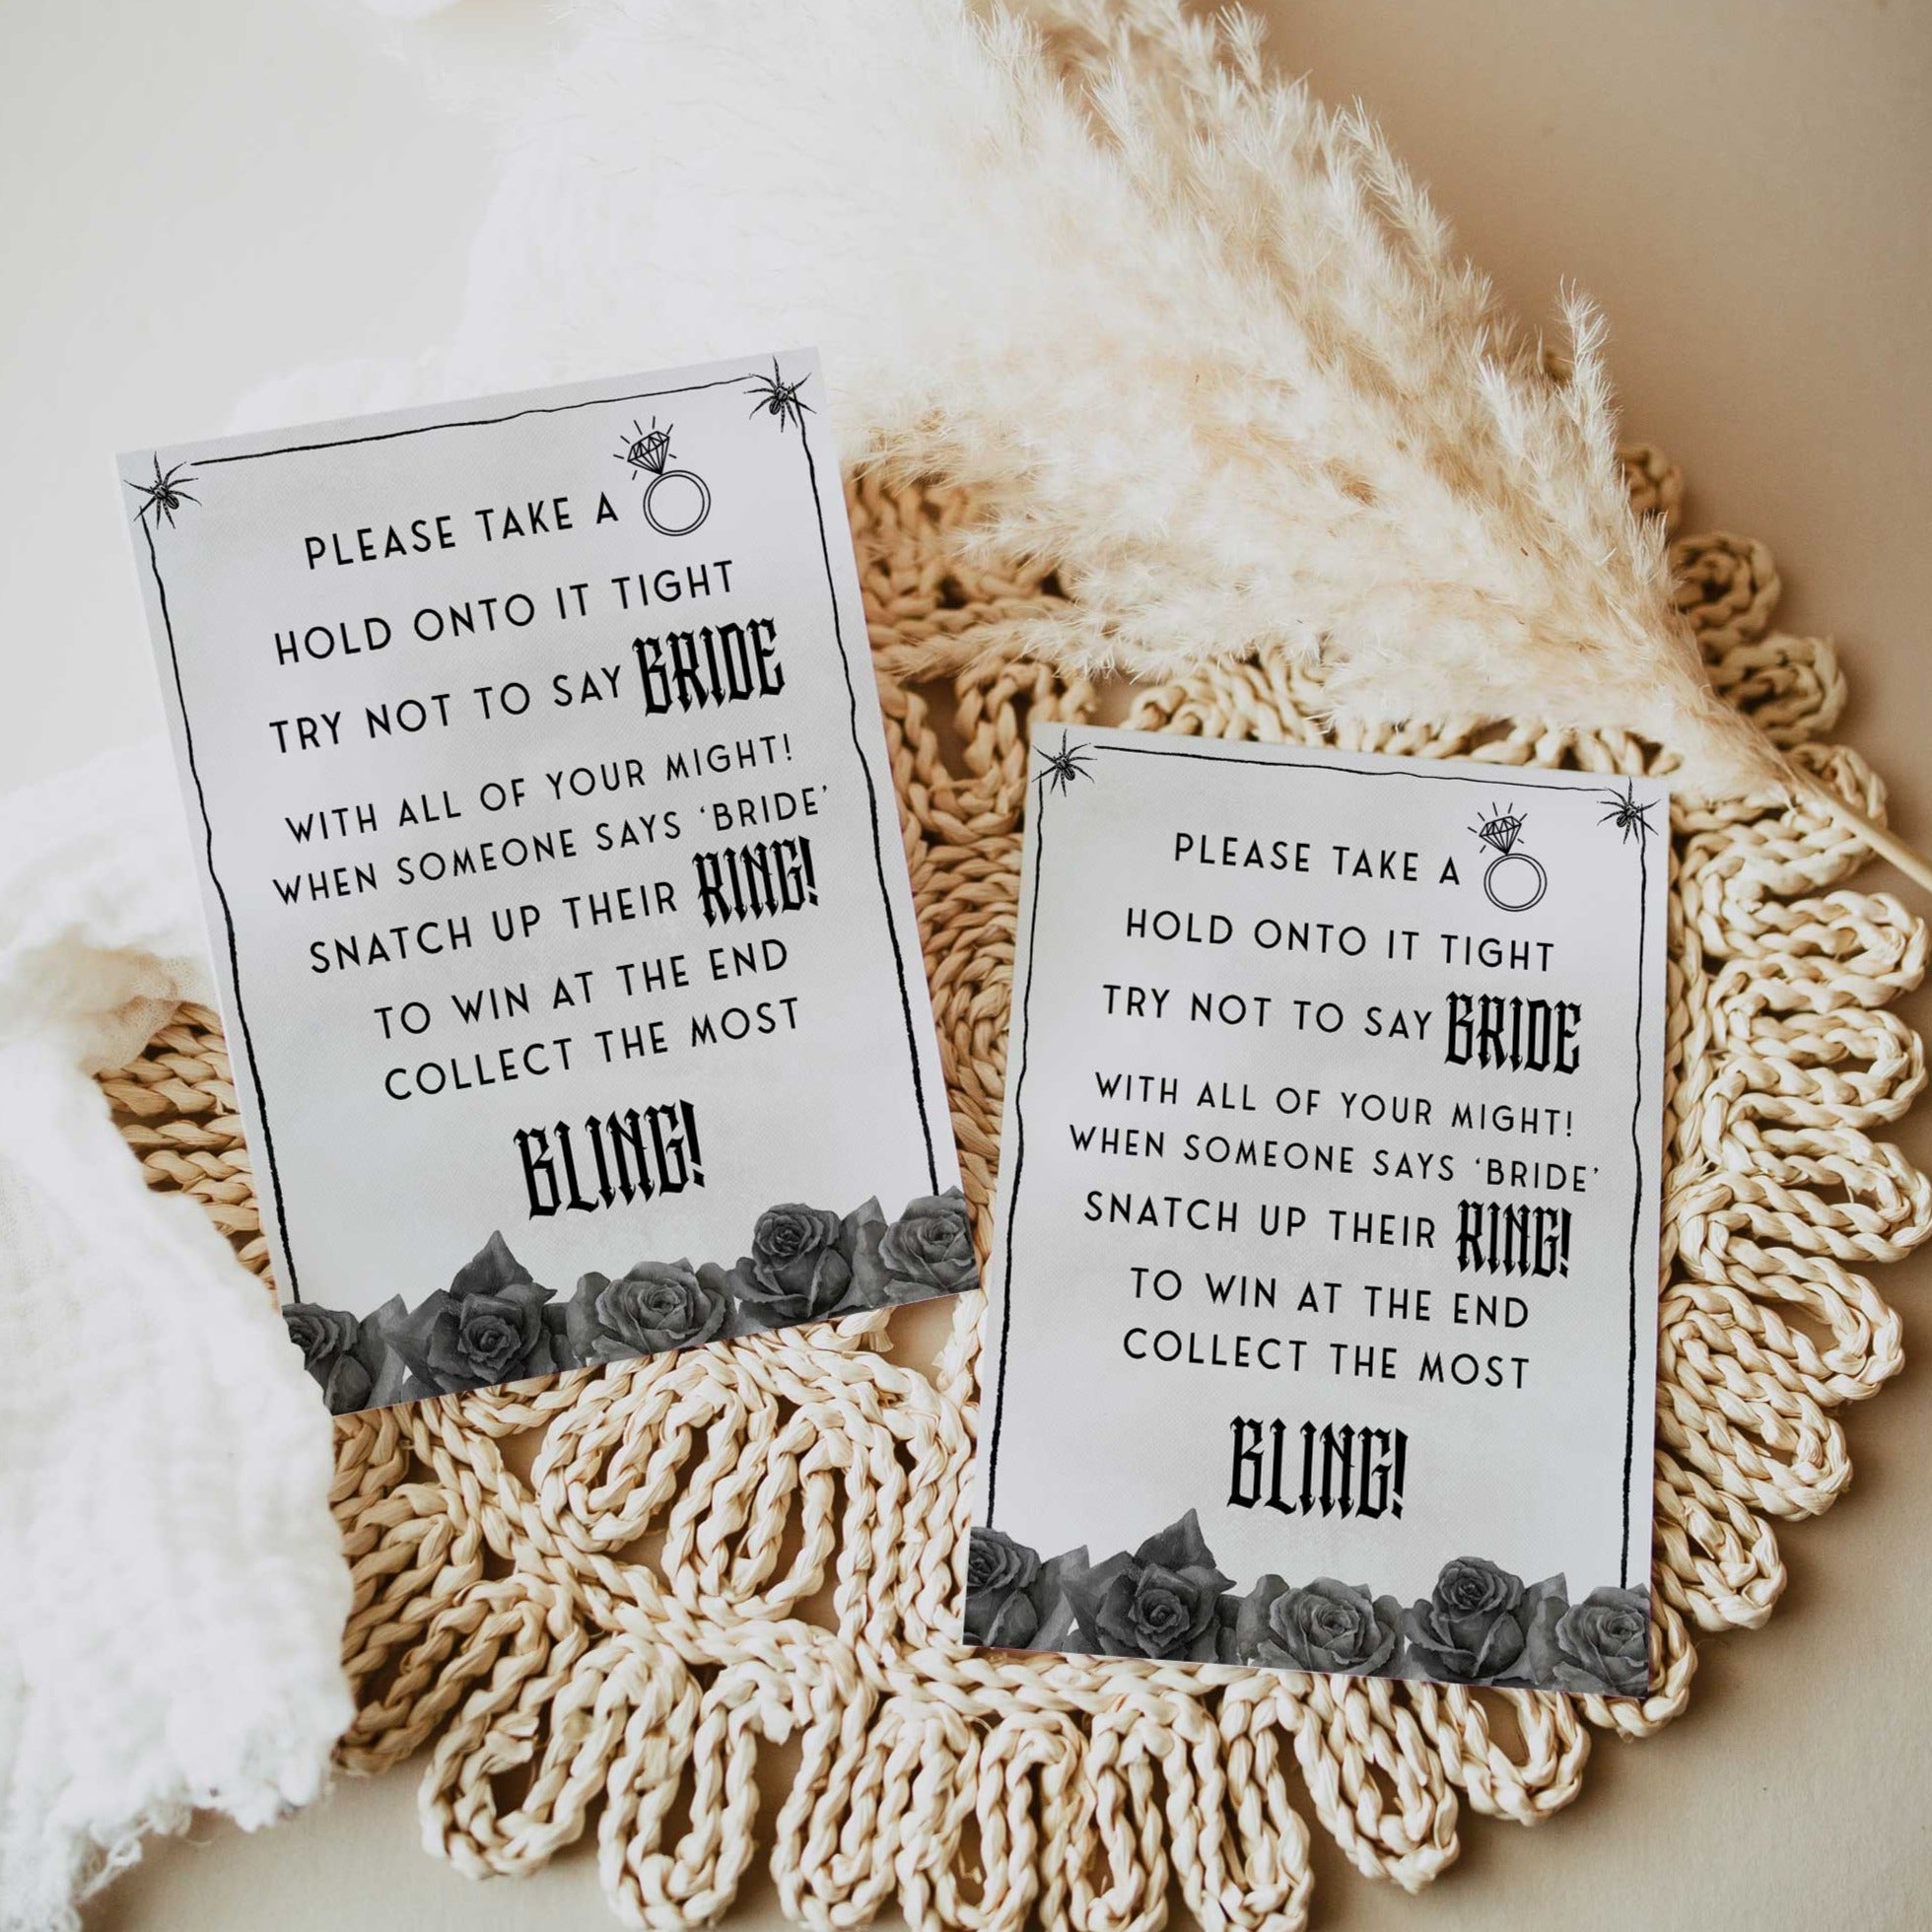 PLEASE TAKE A
HOLD ONTO IT TIGHT
TRY NOT TO SAY BRIDE
WITH ALL OF YOUR MIGHT!
WHEN SOMEONE SAYS ‘BRIDE’
SNATCH UP THEIR RING!
TO WIN AT THE END
COLLECT THE MOST
BLING!
PLEASE TAKE A
HOLD ONTO IT TIGHT
TRY NOT TO SAY BRIDE
WITH ALL OF YOUR MIGHT!
WHEN SOMEONE SAYS ‘BRIDE’
SNATCH UP THEIR RING!
TO WIN AT THE END
COLLECT THE MOST
BLING!